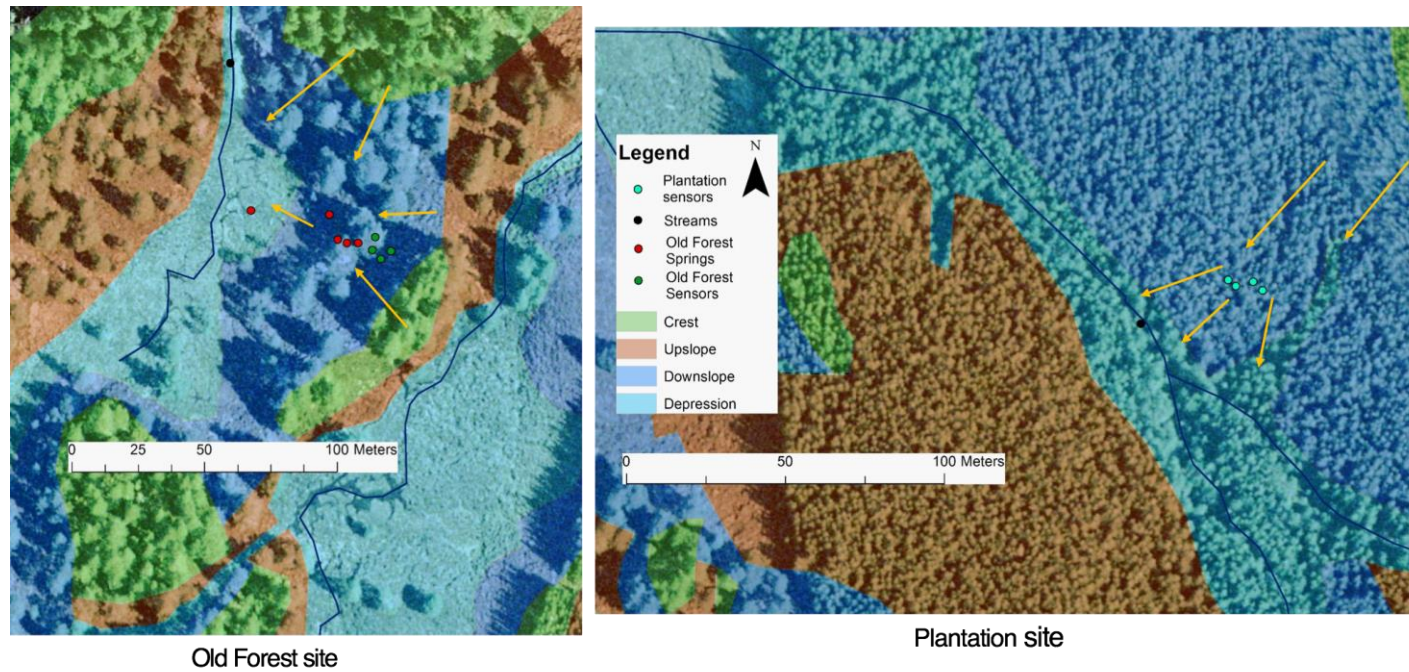 0 25 50 100 Meters
Old Forest site
Legend
N
Plantation
sensors
Streams
Old Forest
Springs
Old Forest
Sensors
Crest
Upslope
Downslope
Depression
0 50 100 Meters
Plantation site